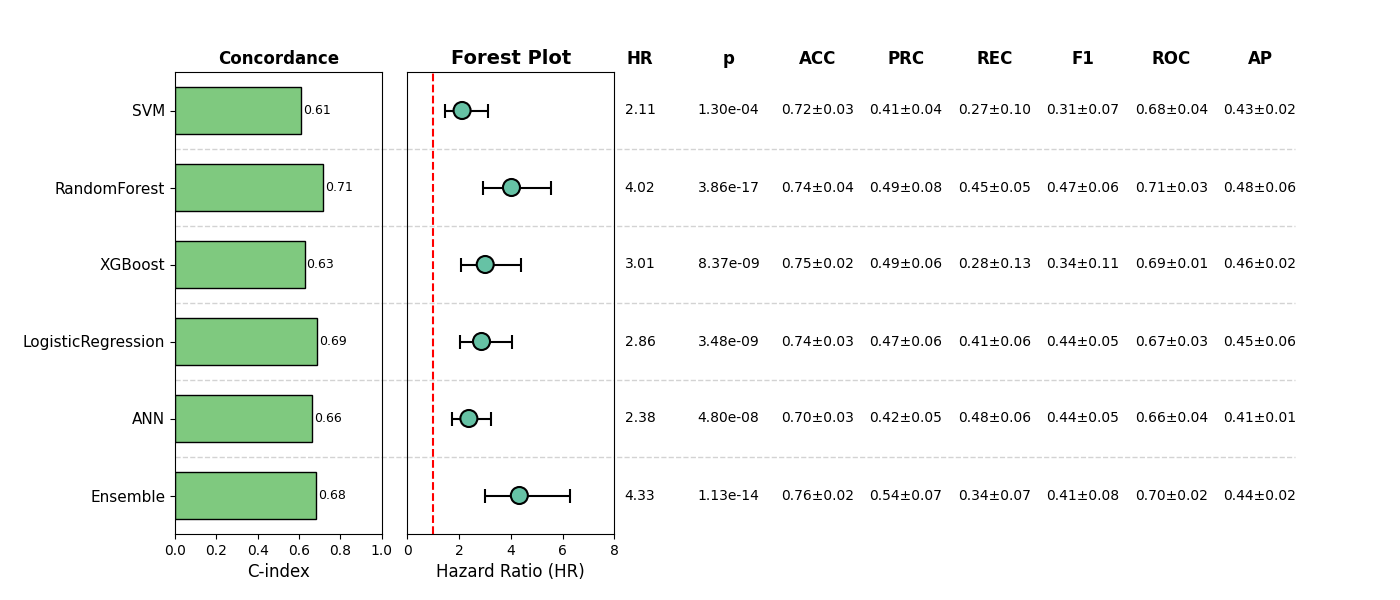 Concordance Forest Plot HR p ACC PRC REC F1 ROC AP
SVM 0.61 2.11 1.30e-04 0.72±0.03 0.41±0.04 0.27±0.10 0.31±0.07 0.68±0.04 0.43±0.02
RandomForest 0.71 4.02 3.86e-17 0.74±0.04 0.49±0.08 0.45±0.05 0.47±0.06 0.71±0.03 0.48±0.06
XGBoost 0.63 3.01 8.37e-09 0.75±0.02 0.49±0.06 0.28±0.13 0.34±0.11 0.69±0.01 0.46±0.02
LogisticRegression 0.69 2.86 3.48e-09 0.74±0.03 0.47±0.06 0.41±0.06 0.44±0.05 0.67±0.03 0.45±0.06
ANN 0.66 2.38 4.80e-08 0.70±0.03 0.42±0.05 0.48±0.06 0.44±0.05 0.66±0.04 0.41±0.01
Ensemble 0.68 4.33 1.13e-14 0.76±0.02 0.54±0.07 0.34±0.07 0.41±0.08 0.70±0.02 0.44±0.02
0.0 0.2 0.4 0.6 0.8 1.0 0 2 4 6 8
C-index Hazard Ratio (HR)